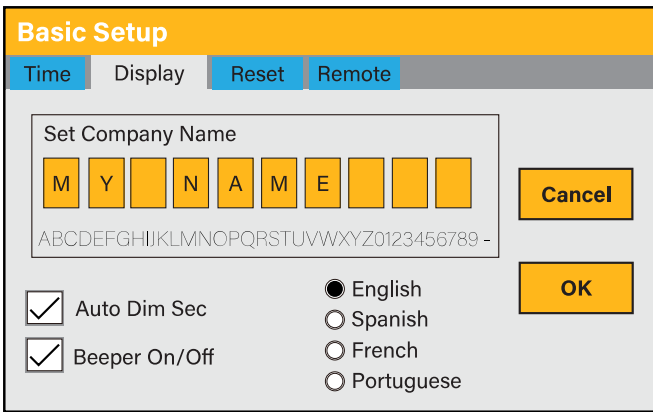 Basic Setup
Time Display Reset Remote
Set Company Name
M Y N A M E
ABCDEFGHIJKLMNOPQRSTUVWXYZ0123456789 -
Cancel
OK
Auto Dim Sec
Beeper On/Off
English
Spanish
French
Portuguese